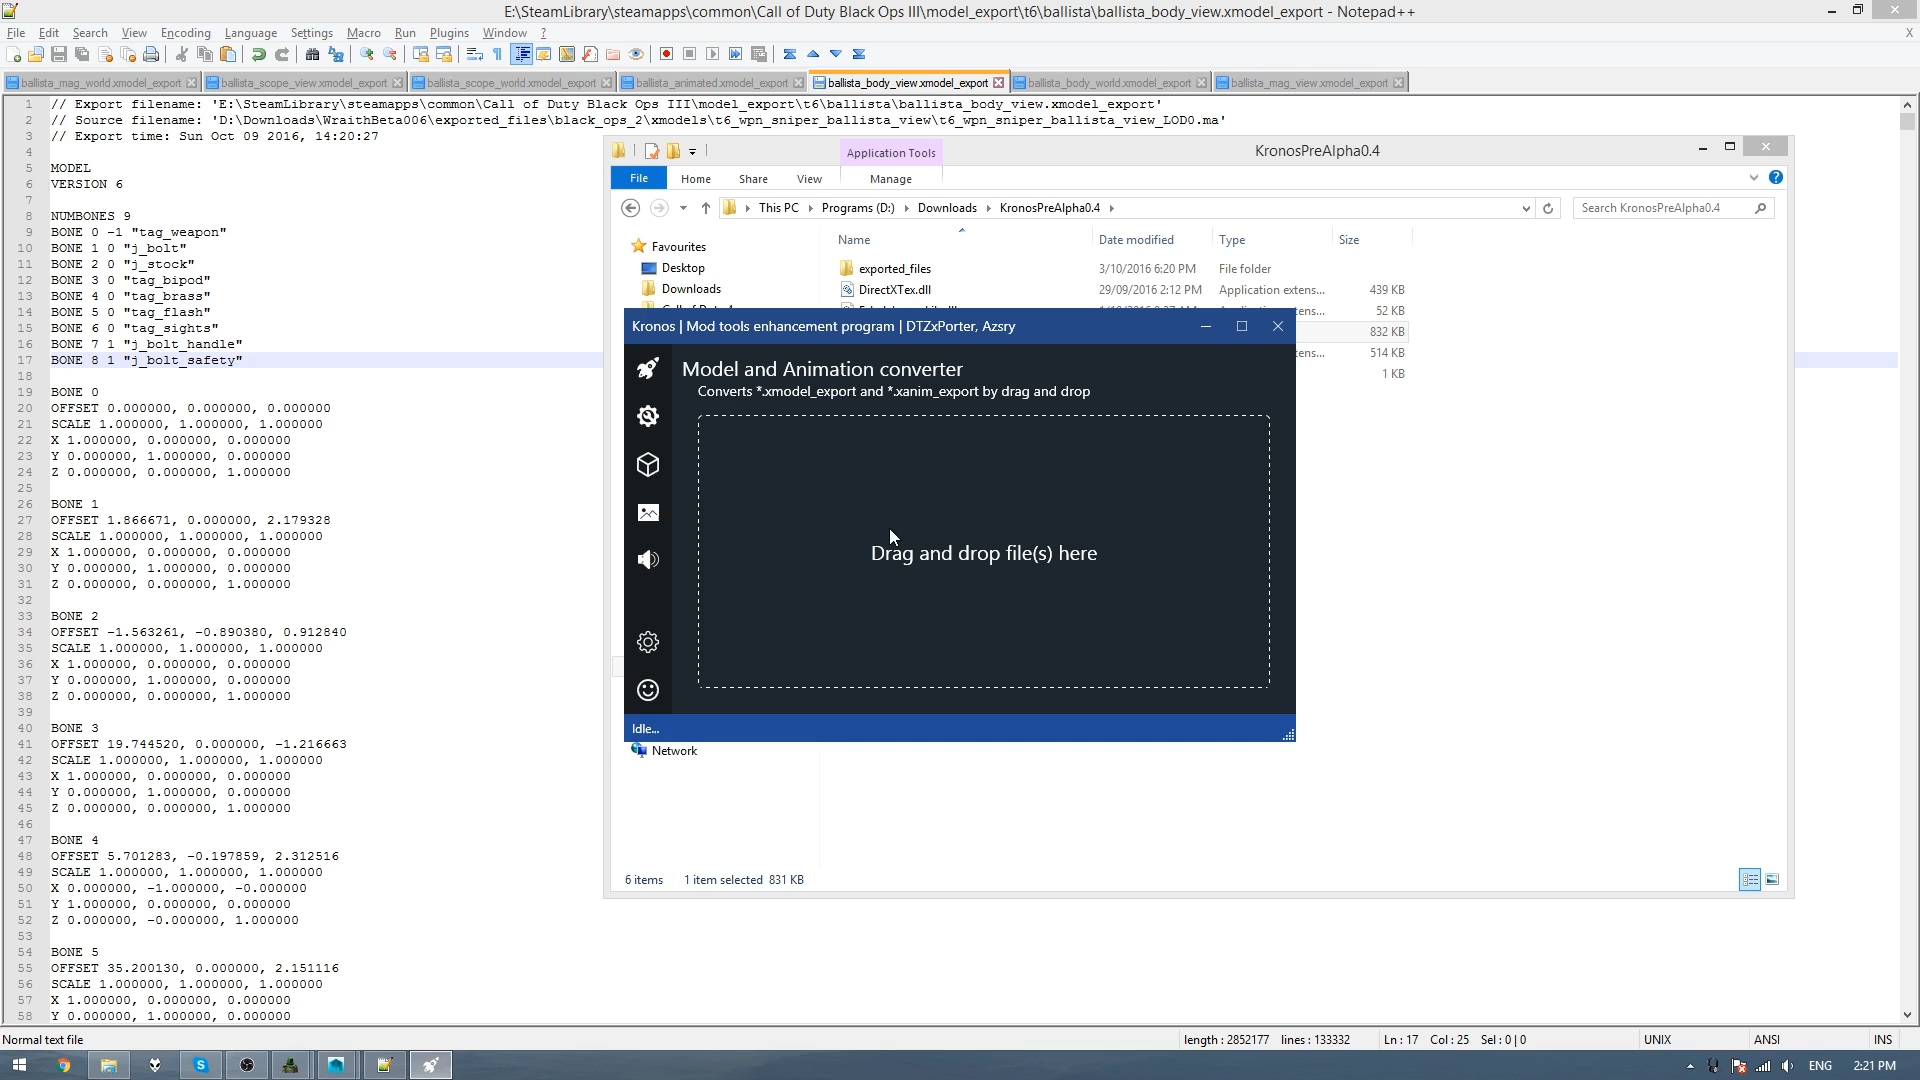 E:\SteamLibrary\steamapps\common\Call of Duty Black Ops III\model_export\t6\ballista\ballista_body_view.xmodel_export - Notepad++
File Edit Search View Encoding Language Settings Macro Run Plugins Window ? X
ballista_mag_world.xmodel_export ballista_scope_view.xmodel_export ballista_scope_world.xmodel_export ballista_animated.xmodel_export ballista_body_view.xmodel_export ballista_body_world.xmodel_export ballista_mag_view.xmodel_export
1 // Export filename: 'E:\SteamLibrary\steamapps\common\Call of Duty Black Ops III\model_export\t6\ballista\ballista_body_view.xmodel_export'
2 // Source filename: 'D:\Downloads\WraithBeta006\exported_files\black_ops_2\xmodels\t6_wpn_sniper_ballista_view\t6_wpn_sniper_ballista_view_LOD0.ma'
3 // Export time: Sun Oct 09 2016, 14:20:27
4
5 MODEL
6 VERSION 6
7
8 NUMBONES 9
9 BONE 0 -1 "tag_weapon"
10 BONE 1 0 "j_bolt"
11 BONE 2 0 "j_stock"
12 BONE 3 0 "tag_bipod"
13 BONE 4 0 "tag_brass"
14 BONE 5 0 "tag_flash"
15 BONE 6 0 "tag_sights"
16 BONE 7 1 "j_bolt_handle"
17 BONE 8 1 "j_bolt_safety"
18
19 BONE 0
20 OFFSET 0.000000, 0.000000, 0.000000
21 SCALE 1.000000, 1.000000, 1.000000
22 X 1.000000, 0.000000, 0.000000
23 Y 0.000000, 1.000000, 0.000000
24 Z 0.000000, 0.000000, 1.000000
25
26 BONE 1
27 OFFSET 1.866671, 0.000000, 2.179328
28 SCALE 1.000000, 1.000000, 1.000000
29 X 1.000000, 0.000000, 0.000000
30 Y 0.000000, 1.000000, 0.000000
31 Z 0.000000, 0.000000, 1.000000
32
33 BONE 2
34 OFFSET -1.563261, -0.890380, 0.912840
35 SCALE 1.000000, 1.000000, 1.000000
36 X 1.000000, 0.000000, 0.000000
37 Y 0.000000, 1.000000, 0.000000
38 Z 0.000000, 0.000000, 1.000000
39
40 BONE 3
41 OFFSET 19.744520, 0.000000, -1.216663
42 SCALE 1.000000, 1.000000, 1.000000
43 X 1.000000, 0.000000, 0.000000
44 Y 0.000000, 1.000000, 0.000000
45 Z 0.000000, 0.000000, 1.000000
46
47 BONE 4
48 OFFSET 5.701283, -0.197859, 2.312516
49 SCALE 1.000000, 1.000000, 1.000000
50 X 0.000000, -1.000000, -0.000000
51 Y 1.000000, 0.000000, 0.000000
52 Z 0.000000, -0.000000, 1.000000
53
54 BONE 5
55 OFFSET 35.200130, 0.000000, 2.151116
56 SCALE 1.000000, 1.000000, 1.000000
57 X 1.000000, 0.000000, 0.000000
58 Y 0.000000, 1.000000, 0.000000
Application Tools KronosPreAlpha0.4
File Home Share View Manage
This PC Programs (D:) Downloads KronosPreAlpha0.4 Search KronosPreAlpha0.4
Name Date modified Type Size
Favourites
Desktop
Downloads
exported_files 3/10/2016 6:20 PM File folder
DirectXTex.dll 29/09/2016 2:12 PM Application extens... 439 KB
tens... 52 KB
832 KB
tens... 514 KB
1 KB
Kronos | Mod tools enhancement program | DTZxPorter, Azsry
Model and Animation converter
Converts *.xmodel_export and *.xanim_export by drag and drop
Drag and drop file(s) here
Idle...
Network
6 items 1 item selected 831 KB
Normal text file length : 2852177 lines : 133332 Ln : 17 Col : 25 Sel : 0 | 0 UNIX ANSI INS
ENG 2:21 PM